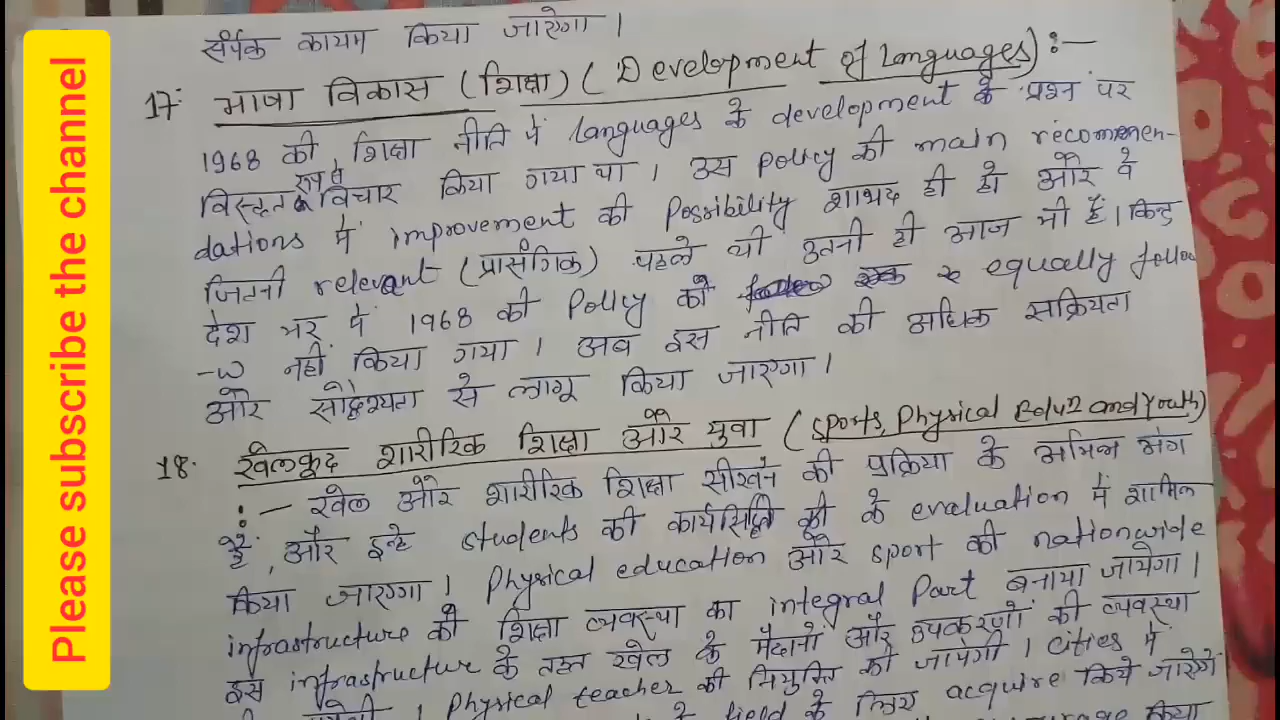 Please subscribe the channel
संर्पक कायम किया जाऐगा ।
17: भाषा विकास (शिक्षा) (Development of Languages) :—
1968 की शिक्षा नीति में languages के development के प्रश्न पर
विस्तृत रूप से विचार किया गया था । उस Policy की main recommen-
dations में improvement की Possibility शायद ही हो और वे
जितनी relevent (प्रासंगिक) पहले थी उतनी ही आज भी हैं। किन्तु
देश भर में 1968 की Policy को equally follo
-w नहीं किया गया । अब इस नीति की अधिक सक्रियता
और सोद्देश्यता से लागू किया जाएगा ।
18. खेलकूद शारीरिक शिक्षा और युवा (Sports, Physical Edu^n and Youth)
:— खेल और शारीरिक शिक्षा सीखने की प्रक्रिया के अभिन्न अंग
हैं, और इन्हे students की कार्यसिद्धि के evaluation में शामिल
किया जाएगा । Physical education और sport की nationwide
infrastructure को शिक्षा व्यवस्था का integral Part बनाया जायेगा ।
इस infrastructure के तहत खेल के मैदानों और उपकरणों की व्यवस्था
की जायेगी । Physical teacher की नियुक्ति की जायगी । cities में
field के लिए acquire किये जाऐगें
किया